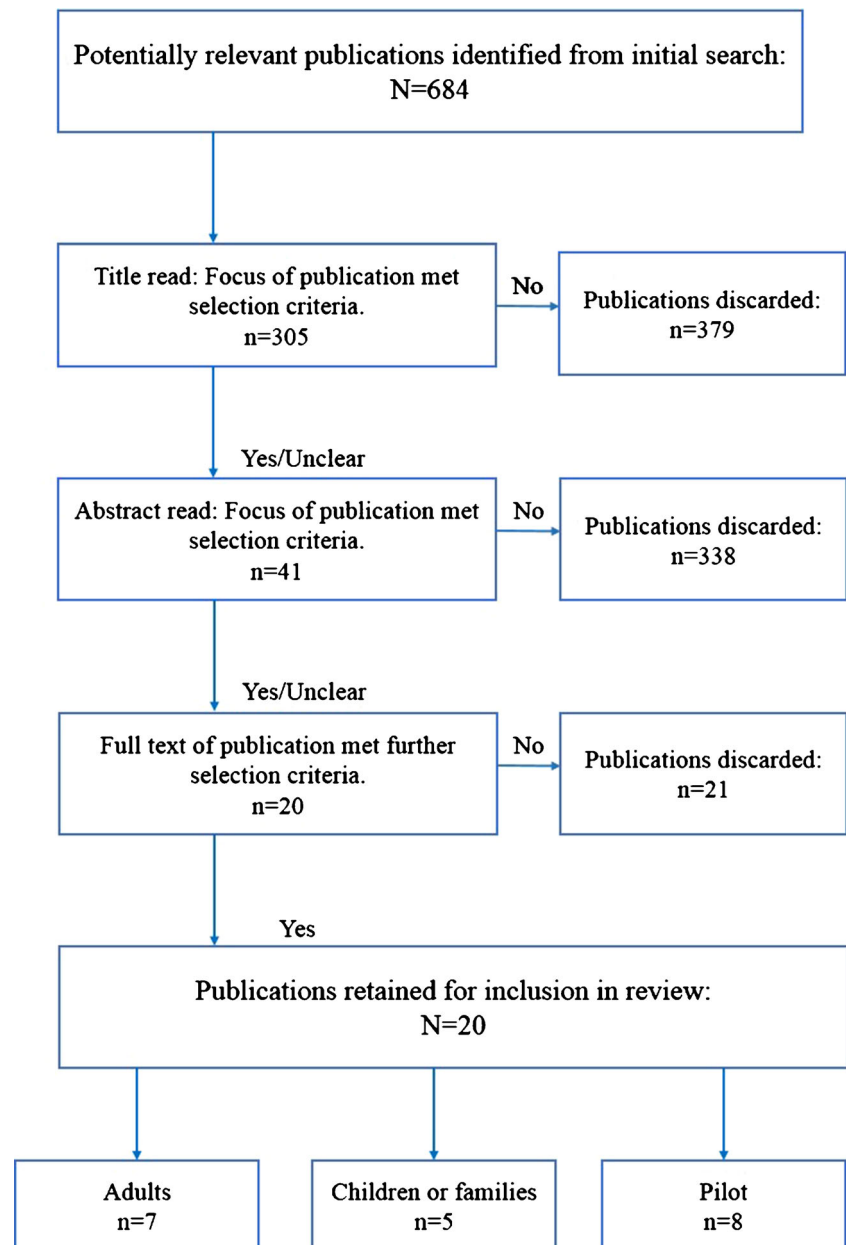 Potentially relevant publications identified from initial search:
N=684
Title read: Focus of publication met
selection criteria.
n=305
No
Publications discarded:
n=379
Yes/Unclear
Abstract read: Focus of publication met
selection criteria.
n=41
No
Publications discarded:
n=338
Yes/Unclear
Full text of publication met further
selection criteria.
n=20
No
Publications discarded:
n=21
Yes
Publications retained for inclusion in review:
N=20
Adults
n=7
Children or families
n=5
Pilot
n=8